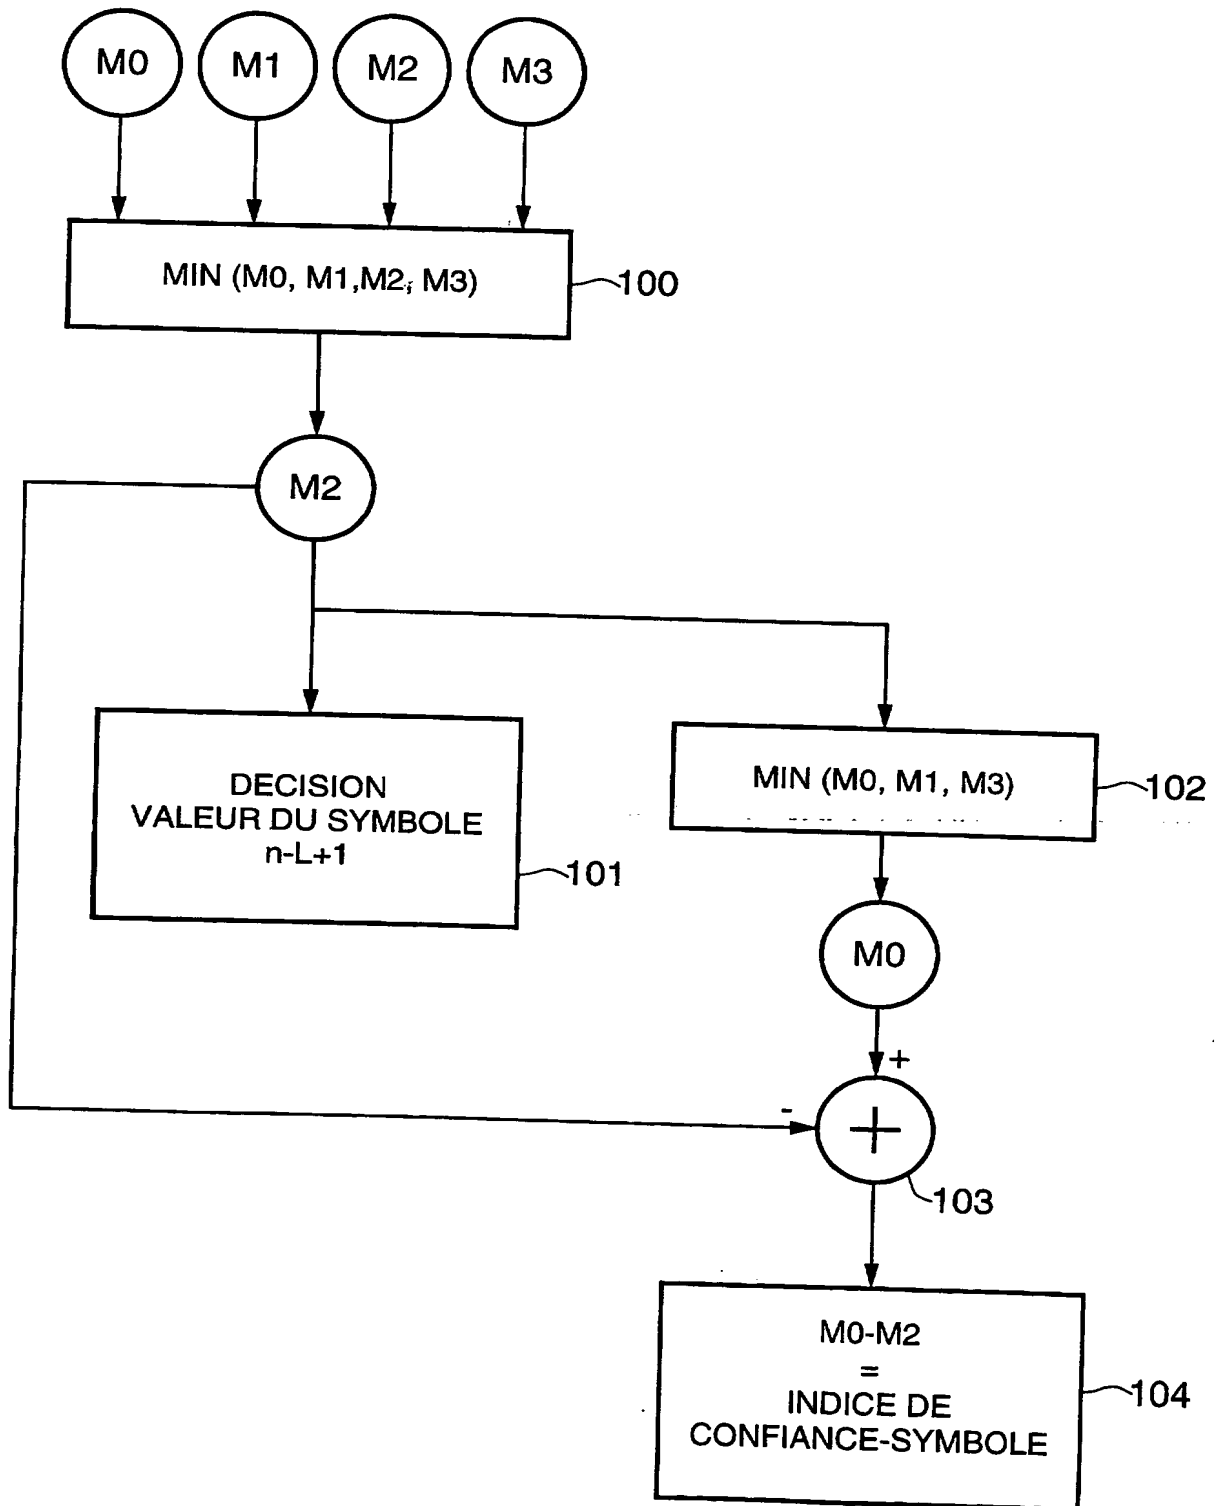 M0 M1 M2 M3
MIN (M0, M1,M2, M3)
100
M2
DECISION
VALEUR DU SYMBOLE
n-L+1
101
MIN (M0, M1, M3)
102
M0
+
-
+
103
M0-M2
=
INDICE DE
CONFIANCE-SYMBOLE
104